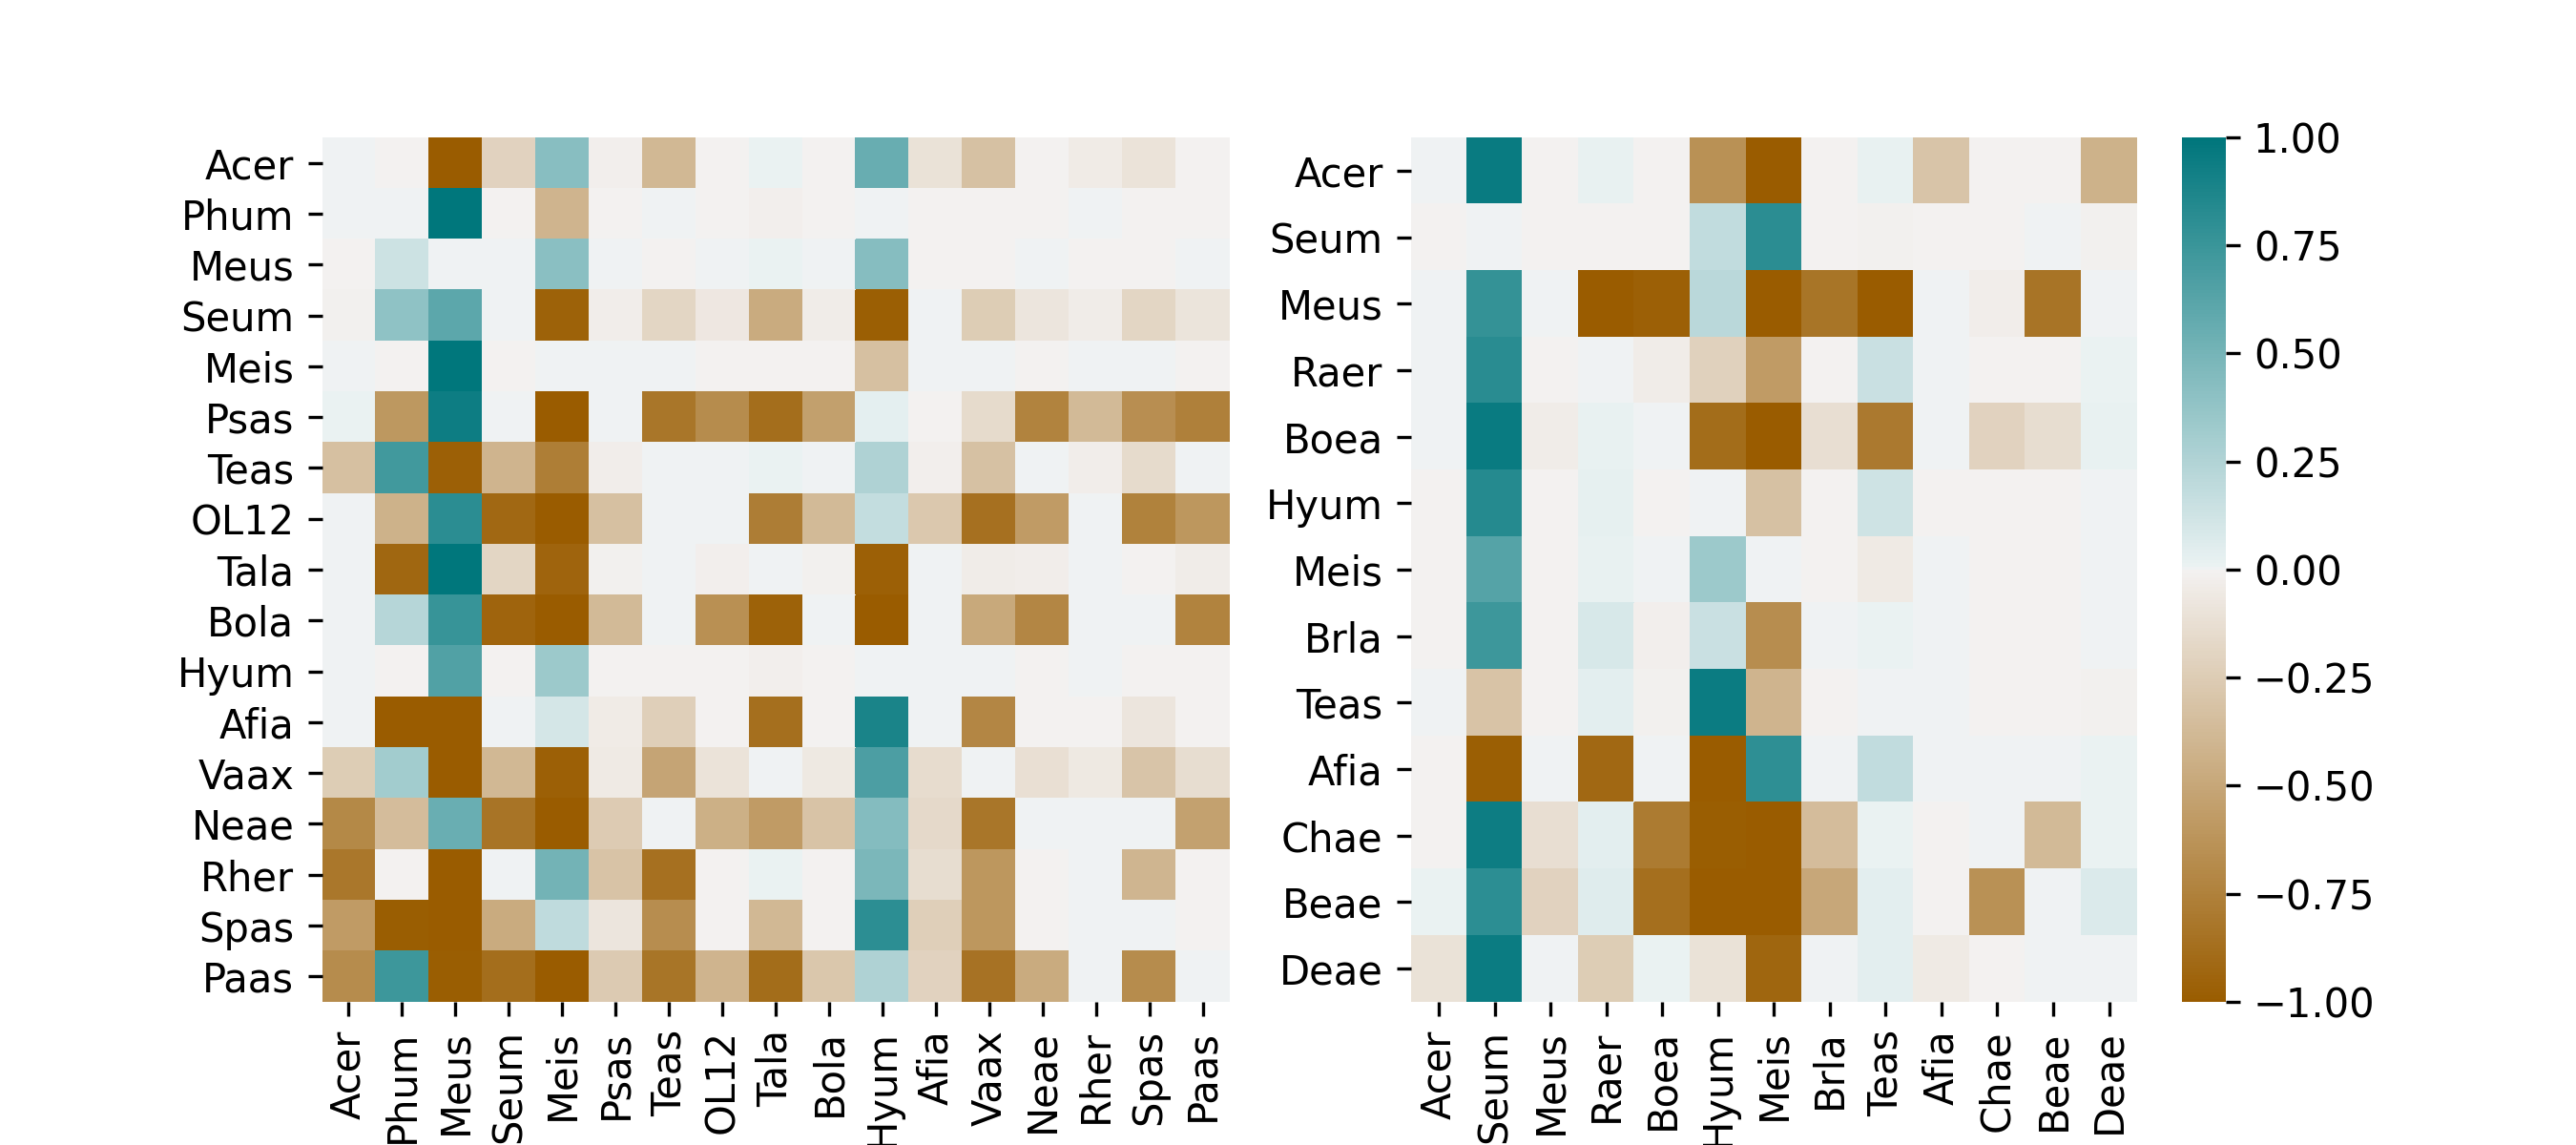 Acer
Phum
Meus
Seum
Meis
Psas
Teas
OL12
Tala
Bola
Hyum
Afia
Vaax
Neae
Rher
Spas
Paas
Acer
Phum
Meus
Seum
Meis
Psas
Teas
OL12
Tala
Bola
Hyum
Afia
Vaax
Neae
Rher
Spas
Paas
Acer
Seum
Meus
Raer
Boea
Hyum
Meis
Brla
Teas
Afia
Chae
Beae
Deae
Acer
Seum
Meus
Raer
Boea
Hyum
Meis
Brla
Teas
Afia
Chae
Beae
Deae
1.00
0.75
0.50
0.25
0.00
−0.25
−0.50
−0.75
−1.00